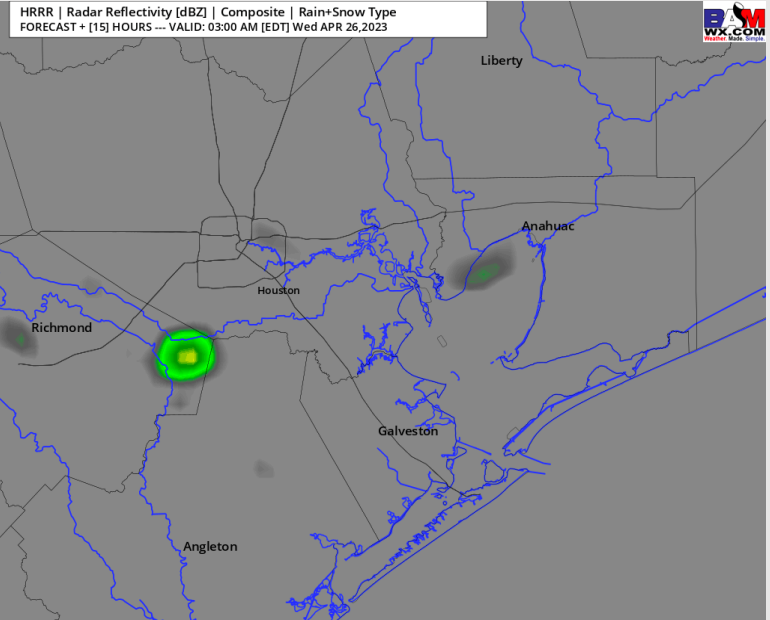 HRRR | Radar Reflectivity [dBZ] | Composite | Rain+Snow Type
FORECAST + [15] HOURS --- VALID: 03:00 AM [EDT] Wed APR 26,2023
BAM
WX.COM
Weather. Made. Simple.
Liberty
Anahuac
Houston
Richmond
Galveston
Angleton